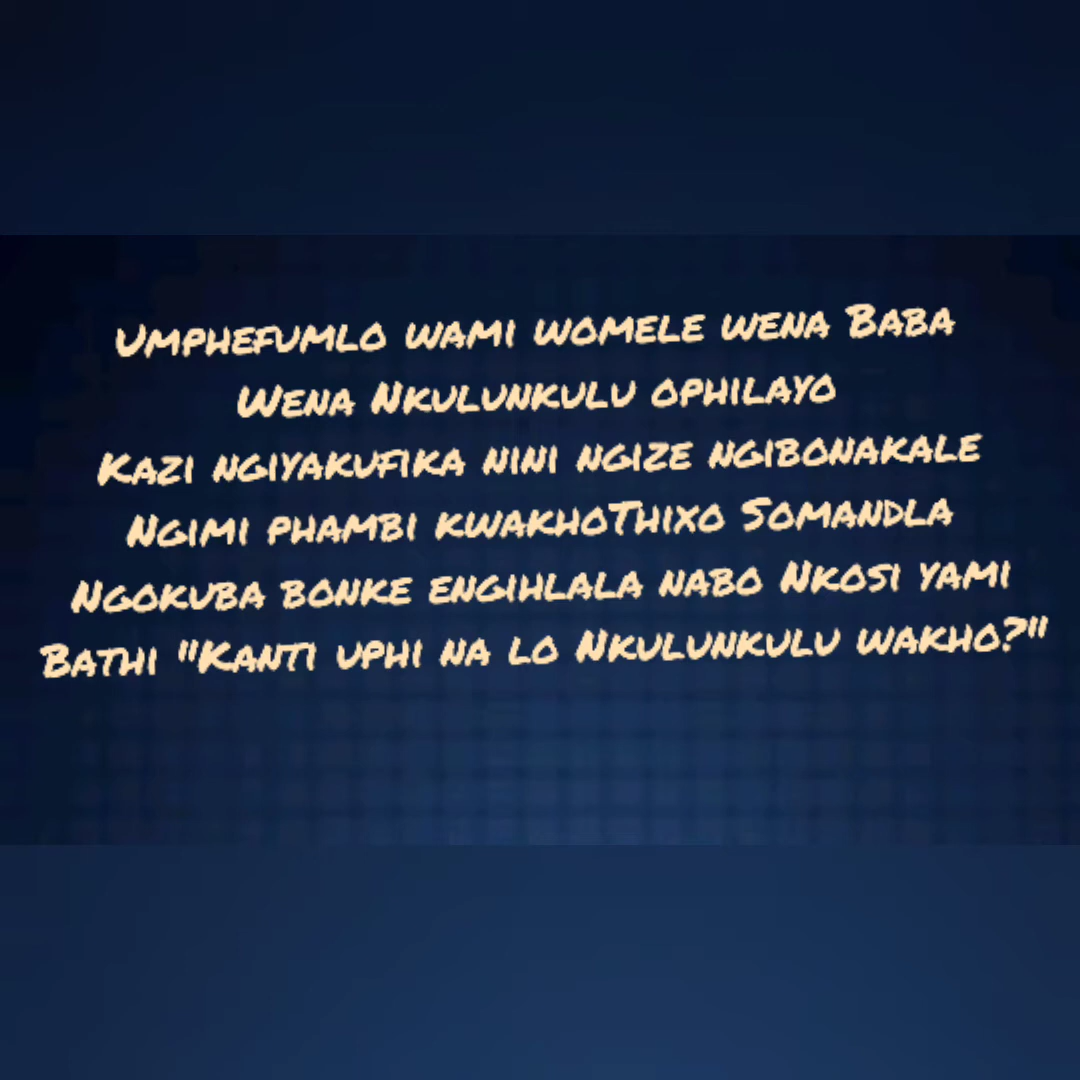 Umphefumlo wami womele wena Baba
Wena Nkulunkulu ophilayo
Kazi ngiyakufika nini ngize ngibonakale
Ngimi phambi kwakhoThixo Somandla
Ngokuba bonke engihlala nabo Nkosi yami
Bathi "Kanti uphi na lo Nkulunkulu wakho?"